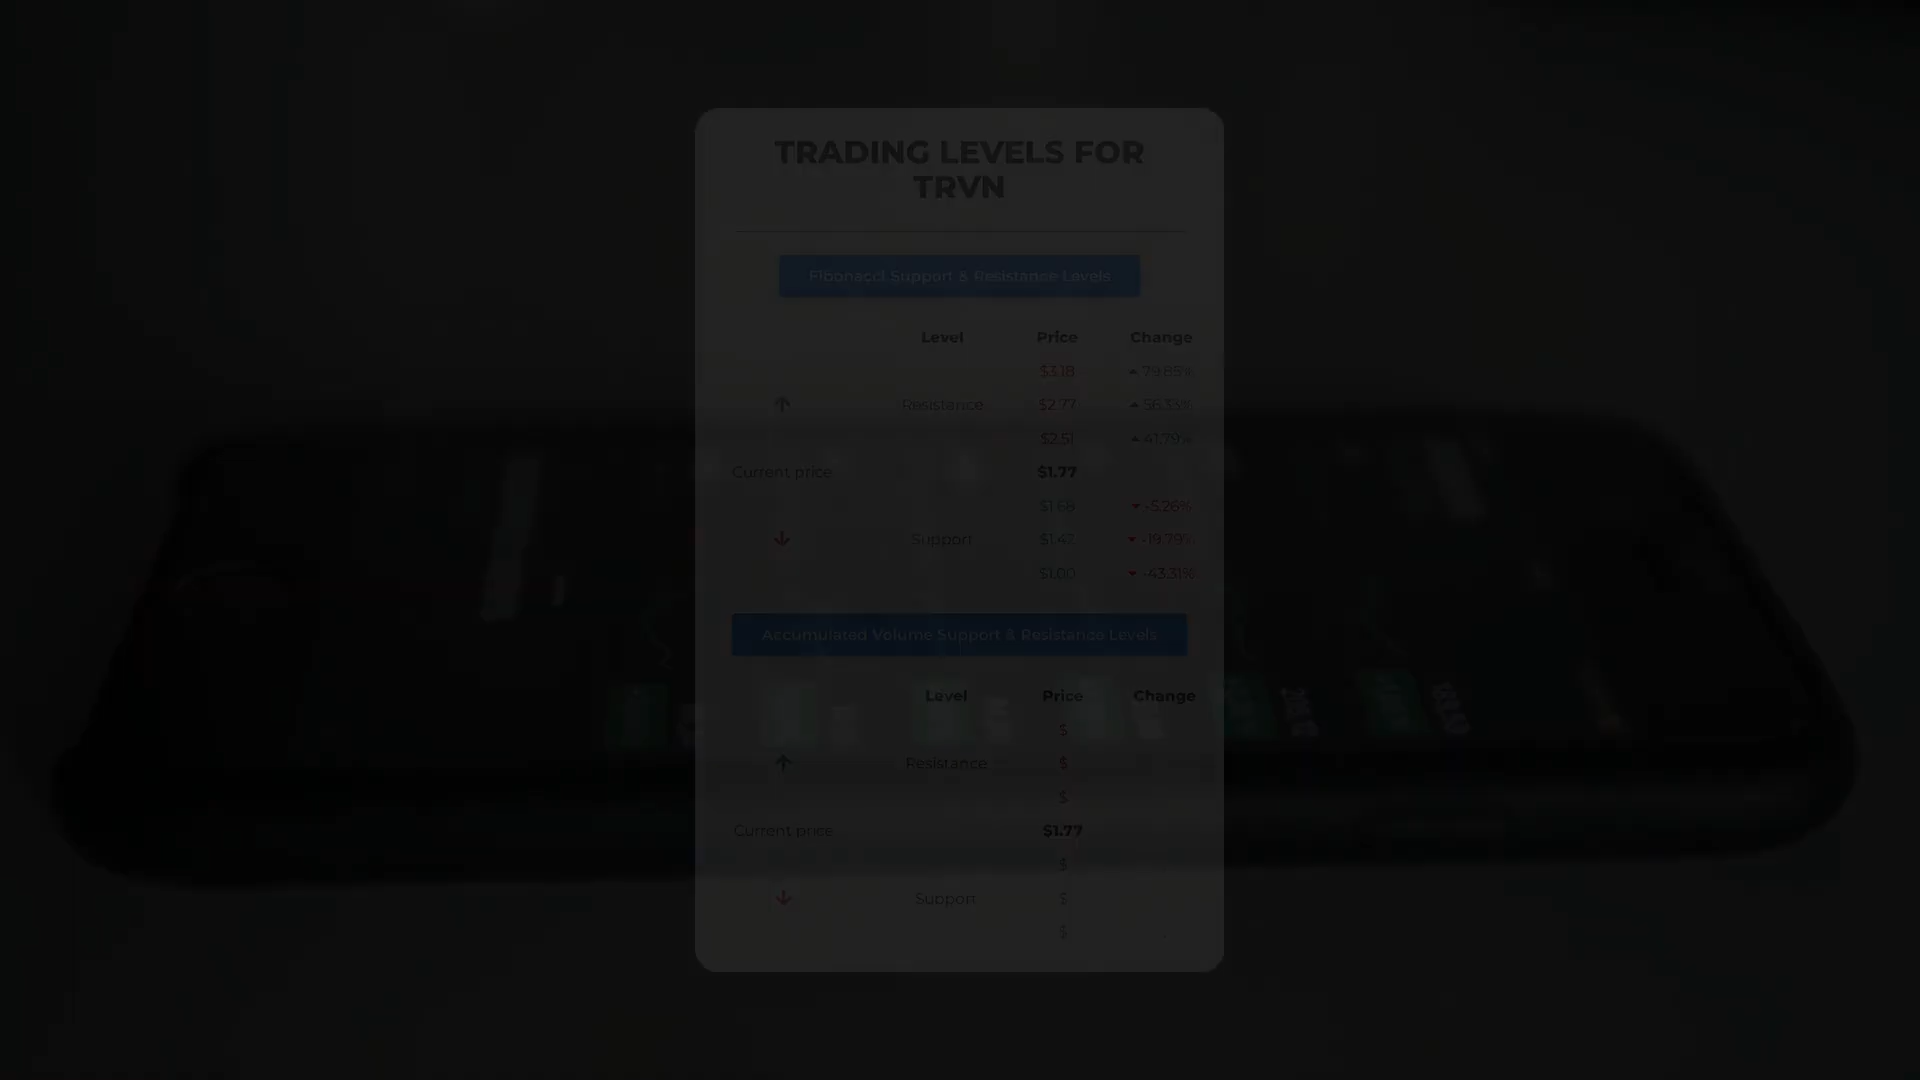 TRADING LEVELS FOR
TRVN
Fibonacci Support & Resistance Levels
Level Price Change
$3.18 79.85%
Resistance $2.77 56.35%
$2.51 41.79%
Current price $1.77
$1.68 -5.26%
Support $1.42 -19.79%
$1.00 -43.31%
Accumulated Volume Support & Resistance Levels
Level Price Change
$
Resistance $
$
Current price $1.77
$
Support $
$